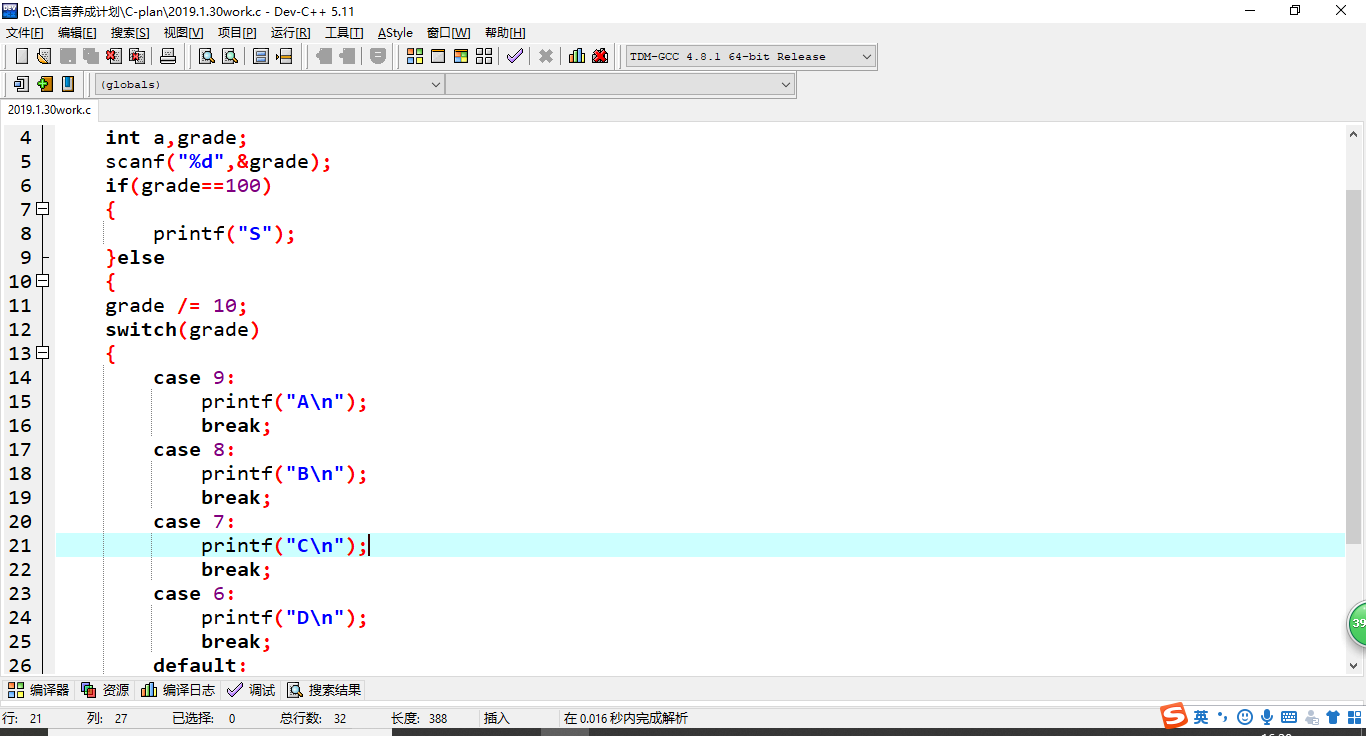 D:\C语言养成计划\C-plan\2019.1.30work.c - Dev-C++ 5.11
文件[F] 编辑[E] 搜索[S] 视图[V] 项目[P] 运行[R] 工具[T] AStyle 窗口[W] 帮助[H]
TDM-GCC 4.8.1 64-bit Release
(globals)
2019.1.30work.c
4 int a,grade;
5 scanf("%d",&grade);
6 if(grade==100)
7 {
8 printf("S");
9 }else
10 {
11 grade /= 10;
12 switch(grade)
13 {
14 case 9:
15 printf("A\n");
16 break;
17 case 8:
18 printf("B\n");
19 break;
20 case 7:
21 printf("C\n");
22 break;
23 case 6:
24 printf("D\n");
25 break;
26 default:
39
编译器 资源 编译日志 调试 搜索结果
行: 21 列: 27 已选择: 0 总行数: 32 长度: 388 插入 在 0.016 秒内完成解析
英